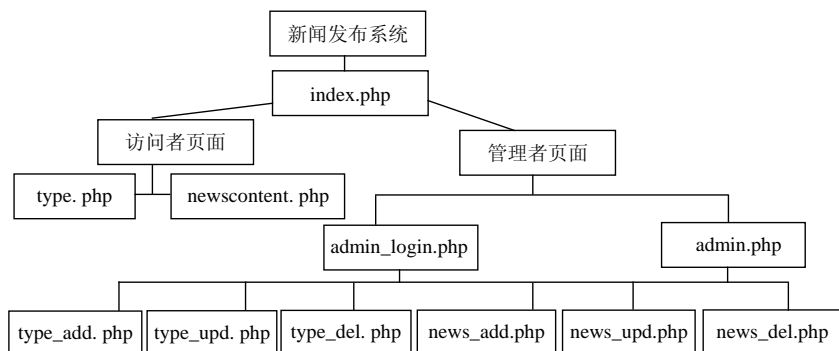 新闻发布系统
index.php
访问者页面
管理者页面
type. php
newscontent. php
admin_login.php
admin.php
type_add. php
type_upd. php
type_del. php
news_add.php
news_upd.php
news_del.php